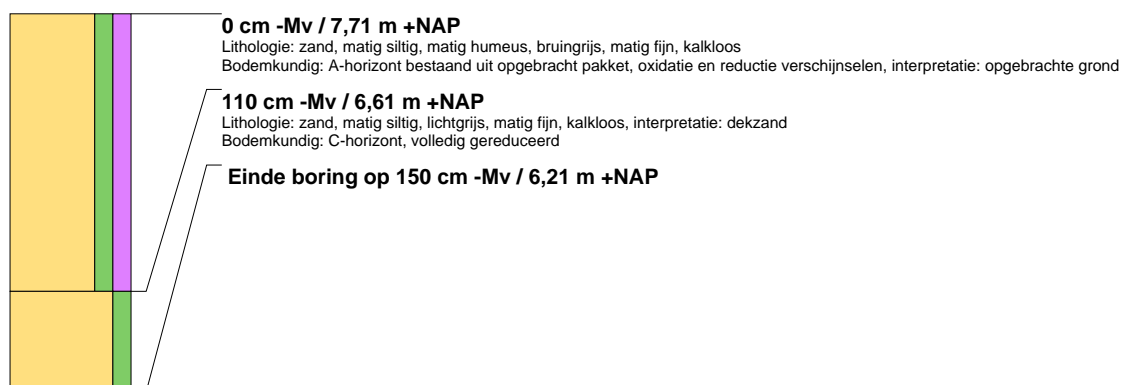 0 cm -Mv / 7,71 m +NAP
Lithologie: zand, matig siltig, matig humeus, bruingrijs, matig fijn, kalkloos
Bodemkundig: A-horizont bestaand uit opgebracht pakket, oxidatie en reductie verschijnselen, interpretatie: opgebrachte grond
110 cm -Mv / 6,61 m +NAP
Lithologie: zand, matig siltig, lichtgrijs, matig fijn, kalkloos, interpretatie: dekzand
Bodemkundig: C-horizont, volledig gereduceerd
Einde boring op 150 cm -Mv / 6,21 m +NAP